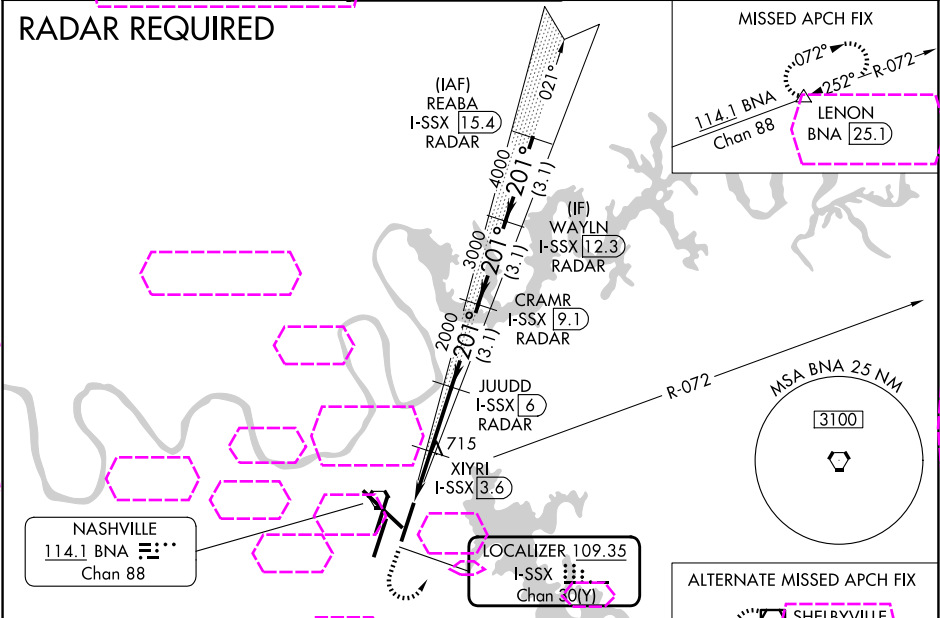 RADAR REQUIRED
MISSED APCH FIX
072°
252°
R-072
114.1 BNA
Chan 88
LENON
BNA 25.1
(IAF)
REABA
I-SSX 15.4
RADAR
021°
4000
201°
(3.1)
(IF)
WAYLN
I-SSX 12.3
RADAR
3000
201°
(3.1)
CRAMR
I-SSX 9.1
RADAR
2000
201°
(3.1)
JUUDD
I-SSX 6
RADAR
R-072
MSA BNA 25 NM
3100
715
XIYRI
I-SSX 3.6
NASHVILLE
114.1 BNA
Chan 88
LOCALIZER 109.35
I-SSX
Chan 30(Y)
ALTERNATE MISSED APCH FIX
SHELBYVILLE